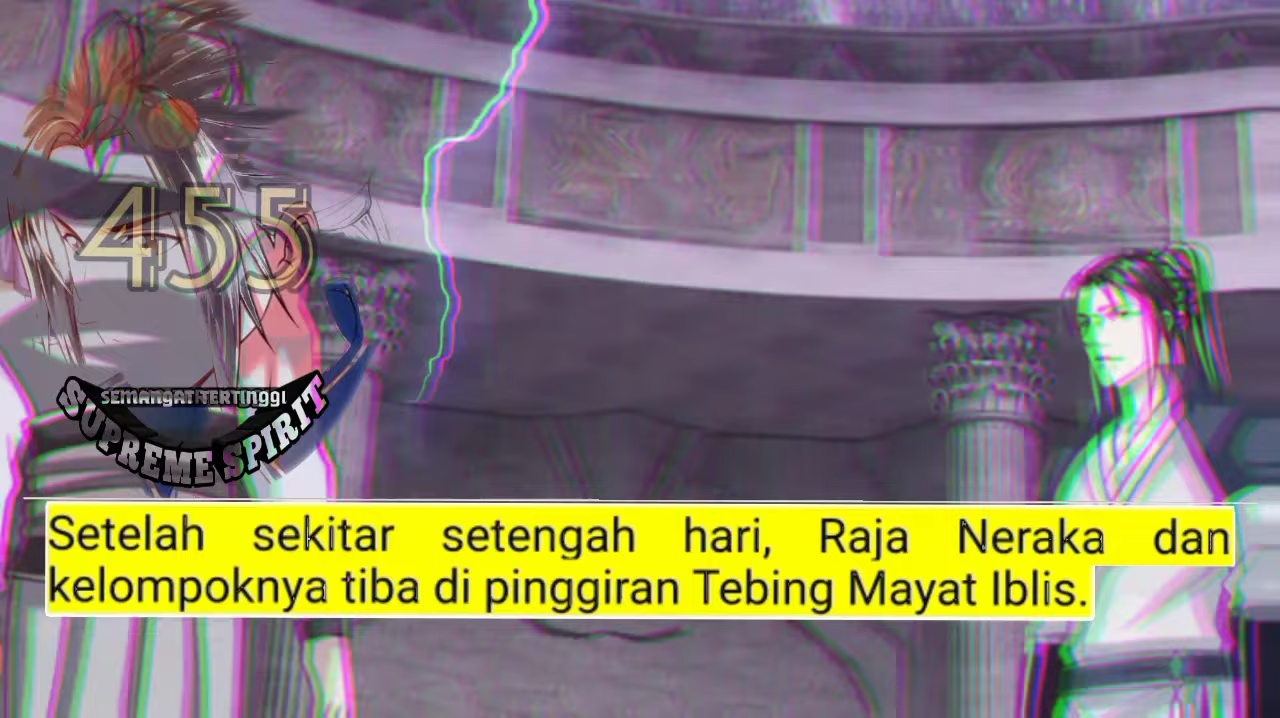 455
SEMANGAT TERTINGGI
SUPREME SPIRIT
Setelah sekitar setengah hari, Raja Neraka dan
kelompoknya tiba di pinggiran Tebing Mayat Iblis.